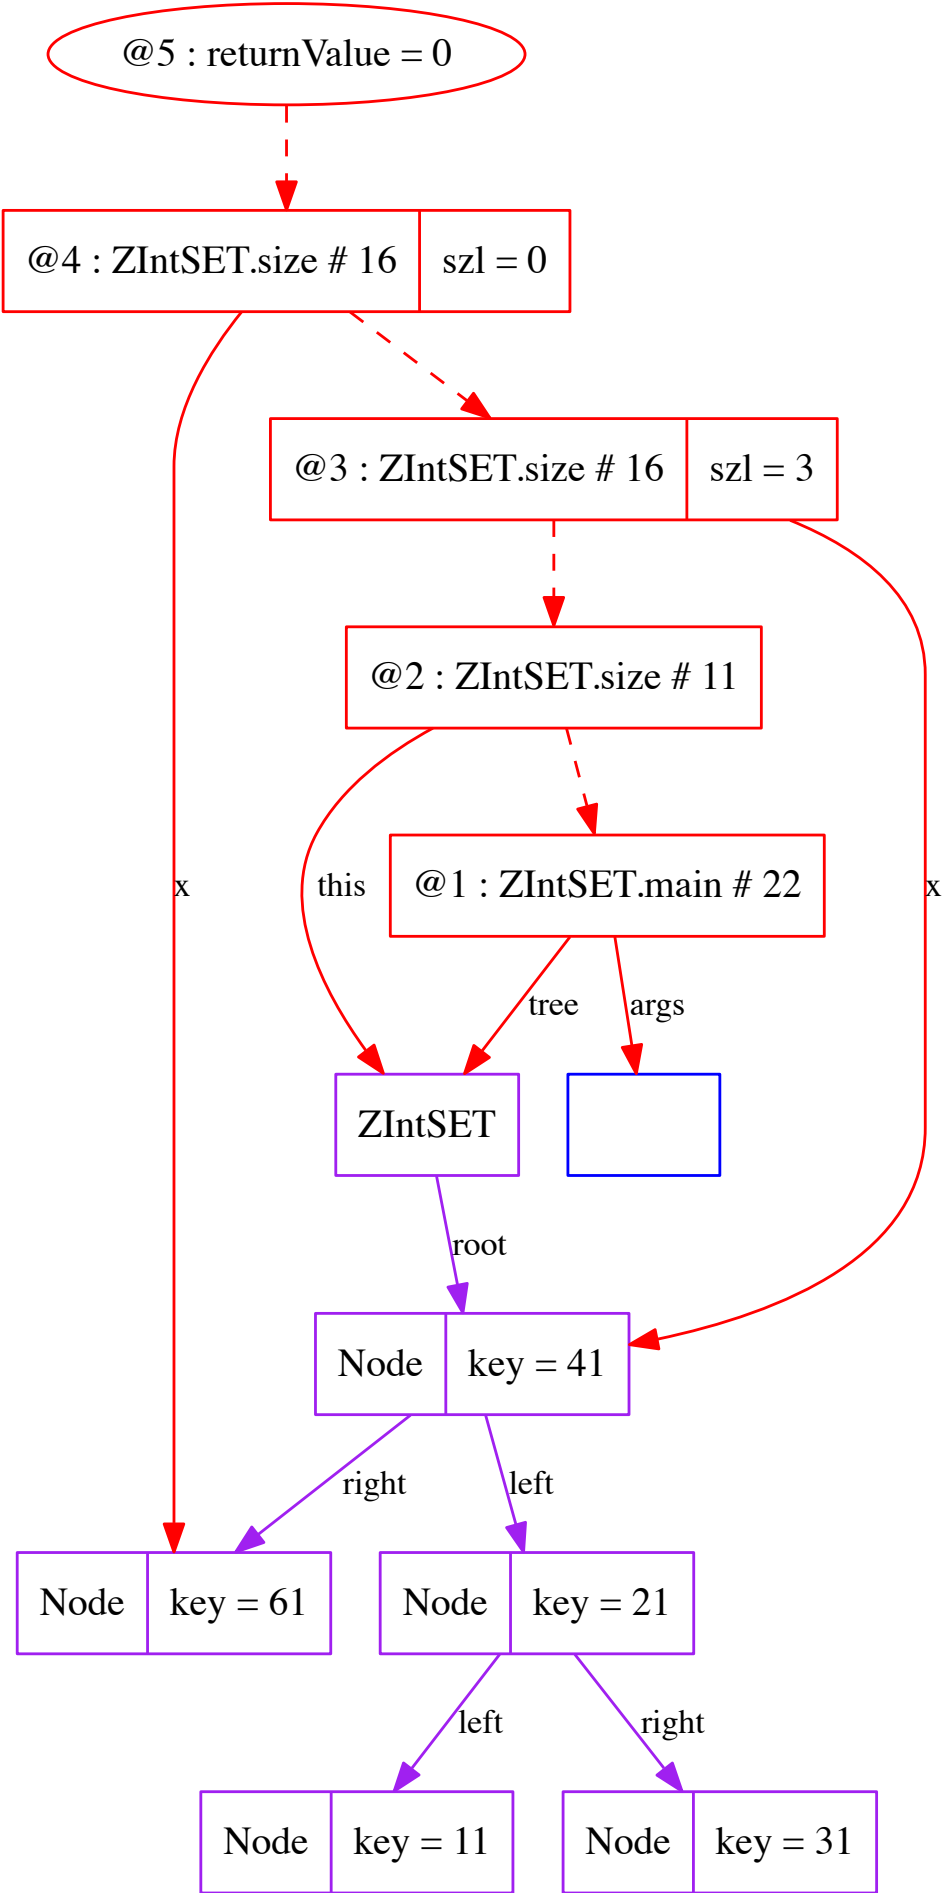 @5 : returnValue = 0
@4 : ZIntSET.size # 16 szl = 0
@3 : ZIntSET.size # 16 szl = 3
@2 : ZIntSET.size # 11
x
this
@1 : ZIntSET.main # 22
x
tree
args
ZIntSET
root
Node key = 41
right
left
Node key = 61
Node key = 21
left
right
Node key = 11
Node key = 31